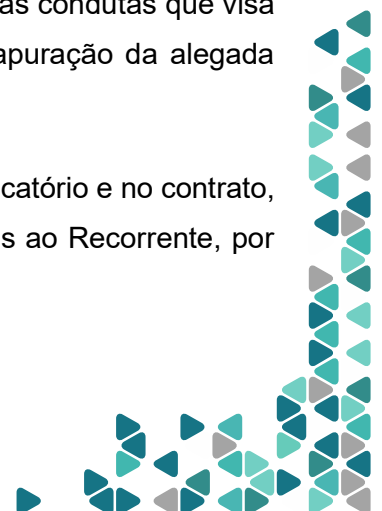 as condutas que visa
apuração da alegada
catório e no contrato,
s ao Recorrente, por